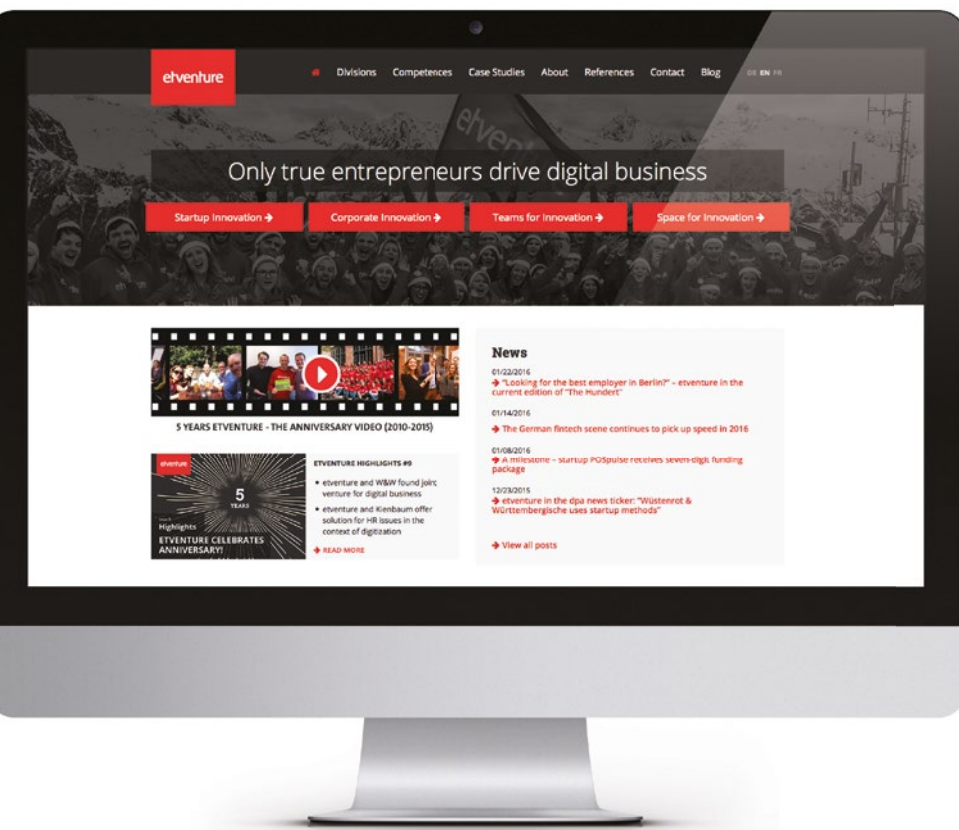 etventure
Divisions Competences Case Studies About References Contact Blog DE EN FR
etvent
Only true entrepreneurs drive digital business
Startup Innovation → Corporate Innovation → Teams for Innovation → Space for Innovation →
5 YEARS ETVENTURE - THE ANNIVERSARY VIDEO (2010-2015)
etventure
5
YEARS
Highlights
ETVENTURE CELEBRATES
ANNIVERSARY!
ETVENTURE HIGHLIGHTS #9
• etventure and W&W found joint
venture for digital business
• etventure and Kienbaum offer
solution for HR issues in the
context of digitization
→ READ MORE
News
01/22/2016
→ "Looking for the best employer in Berlin?" – etventure in the
current edition of "The Hundert"
01/14/2016
→ The German fintech scene continues to pick up speed in 2016
01/08/2016
→ A milestone – startup POSpulse receives seven-digit funding
package
12/23/2015
→ etventure in the dpa news ticker: "Wüstenrot &
Württembergische uses startup methods"
→ View all posts